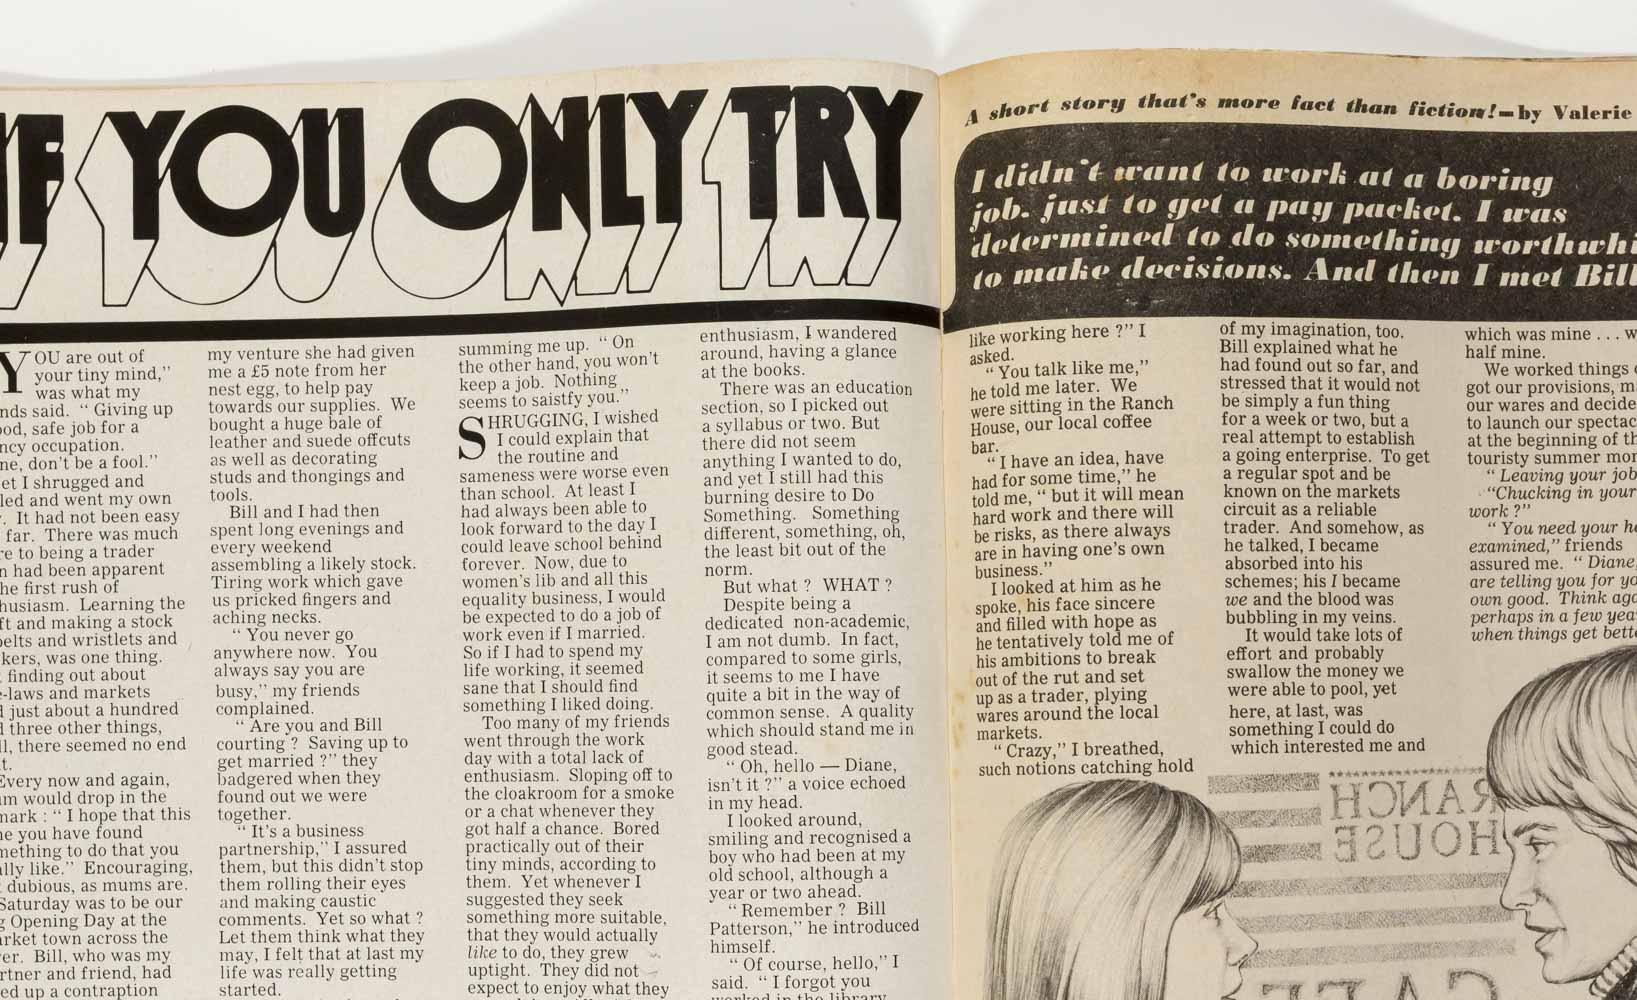 IF YOU ONLY TRY
YOU are out of
your tiny mind,"
was what my
said. " Giving up
safe job for a
occupation.
don't be a fool."
I shrugged and
and went my own
It had not been easy
far. There was much
to being a trader
had been apparent
first rush of
Learning the
and making a stock
and wristlets and
was one thing.
finding out about
and markets
just about a hundred
three other things,
there seemed no end
Every now and again,
would drop in the
: " I hope that this
you have found
to do that you
like." Encouraging,
dubious, as mums are.
Saturday was to be our
Opening Day at the
town across the
Bill, who was my
and friend, had
up a contraption
my venture she had given
me a £5 note from her
nest egg, to help pay
towards our supplies. We
bought a huge bale of
leather and suede offcuts
as well as decorating
studs and thongings and
tools.
Bill and I had then
spent long evenings and
every weekend
assembling a likely stock.
Tiring work which gave
us pricked fingers and
aching necks.
" You never go
anywhere now. You
always say you are
busy," my friends
complained.
" Are you and Bill
courting ? Saving up to
get married ?" they
badgered when they
found out we were
together.
" It's a business
partnership," I assured
them, but this didn't stop
them rolling their eyes
and making caustic
comments. Yet so what ?
Let them think what they
may, I felt that at last my
life was really getting
started.
summing me up. " On
the other hand, you won't
keep a job. Nothing
seems to saistfy you."
SHRUGGING, I wished
I could explain that
the routine and
sameness were worse even
than school. At least I
had always been able to
look forward to the day I
could leave school behind
forever. Now, due to
women's lib and all this
equality business, I would
be expected to do a job of
work even if I married.
So if I had to spend my
life working, it seemed
sane that I should find
something I liked doing.
Too many of my friends
went through the work
day with a total lack of
enthusiasm. Sloping off to
the cloakroom for a smoke
or a chat whenever they
got half a chance. Bored
practically out of their
tiny minds, according to
them. Yet whenever I
suggested they seek
something more suitable,
that they would actually
like to do, they grew
uptight. They did not
expect to enjoy what they
enthusiasm, I wandered
around, having a glance
at the books.
There was an education
section, so I picked out
a syllabus or two. But
there did not seem
anything I wanted to do,
and yet I still had this
burning desire to Do
Something. Something
different, something, oh,
the least bit out of the
norm.
But what ? WHAT ?
Despite being a
dedicated non-academic,
I am not dumb. In fact,
compared to some girls,
it seems to me I have
quite a bit in the way of
common sense. A quality
which should stand me in
good stead.
" Oh, hello — Diane,
isn't it ?" a voice echoed
in my head.
I looked around,
smiling and recognised a
boy who had been at my
old school, although a
year or two ahead.
" Remember ? Bill
Patterson," he introduced
himself.
" Of course, hello," I
said. " I forgot you
worked in the library
A short story that's more fact than fiction!—by Valerie
I didn't want to work at a boring
job. just to get a pay packet. I was
determined to do something
to make decisions. And then I met Bill
like working here ?" I
asked.
" You talk like me,"
he told me later. We
were sitting in the Ranch
House, our local coffee
bar.
" I have an idea, have
had for some time," he
told me, " but it will mean
hard work and there will
be risks, as there always
are in having one's own
business."
I looked at him as he
spoke, his face sincere
and filled with hope as
he tentatively told me of
his ambitions to break
out of the rut and set
up as a trader, plying
wares around the local
markets.
" Crazy," I breathed,
such notions catching hold
of my imagination, too.
Bill explained what he
had found out so far, and
stressed that it would not
be simply a fun thing
for a week or two, but a
real attempt to establish
a going enterprise. To get
a regular spot and be
known on the markets
circuit as a reliable
trader. And somehow, as
he talked, I became
absorbed into his
schemes; his I became
we and the blood was
bubbling in my veins.
It would take lots of
effort and probably
swallow the money we
were able to pool, yet
here, at last, was
something I could do
which interested me and
which was mine . . .
half mine.
We worked things
got our provisions,
our wares and
to launch our
at the beginning of
touristy summer
" Leaving your job
"Chucking in your
work ?"
" You need your
examined," friends
assured me. " Diane,
are telling you for
own good. Think
perhaps in a few
when things get
RANCH
HOUSE
CAFE